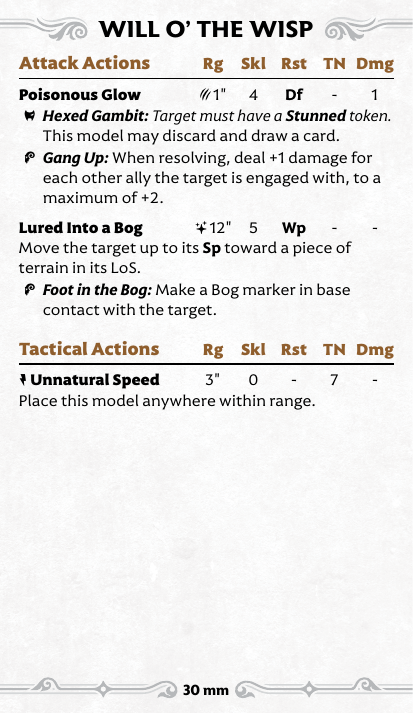 WILL O' THE WISP
Attack Actions Rg Skl Rst TN Dmg
Poisonous Glow 1" 4 Df - 1
Hexed Gambit: Target must have a Stunned token.
This model may discard and draw a card.
Gang Up: When resolving, deal +1 damage for
each other ally the target is engaged with, to a
maximum of +2.
Lured Into a Bog 12" 5 Wp - -
Move the target up to its Sp toward a piece of
terrain in its LoS.
Foot in the Bog: Make a Bog marker in base
contact with the target.
Tactical Actions Rg Skl Rst TN Dmg
Unnatural Speed 3" 0 - 7 -
Place this model anywhere within range.
30 mm